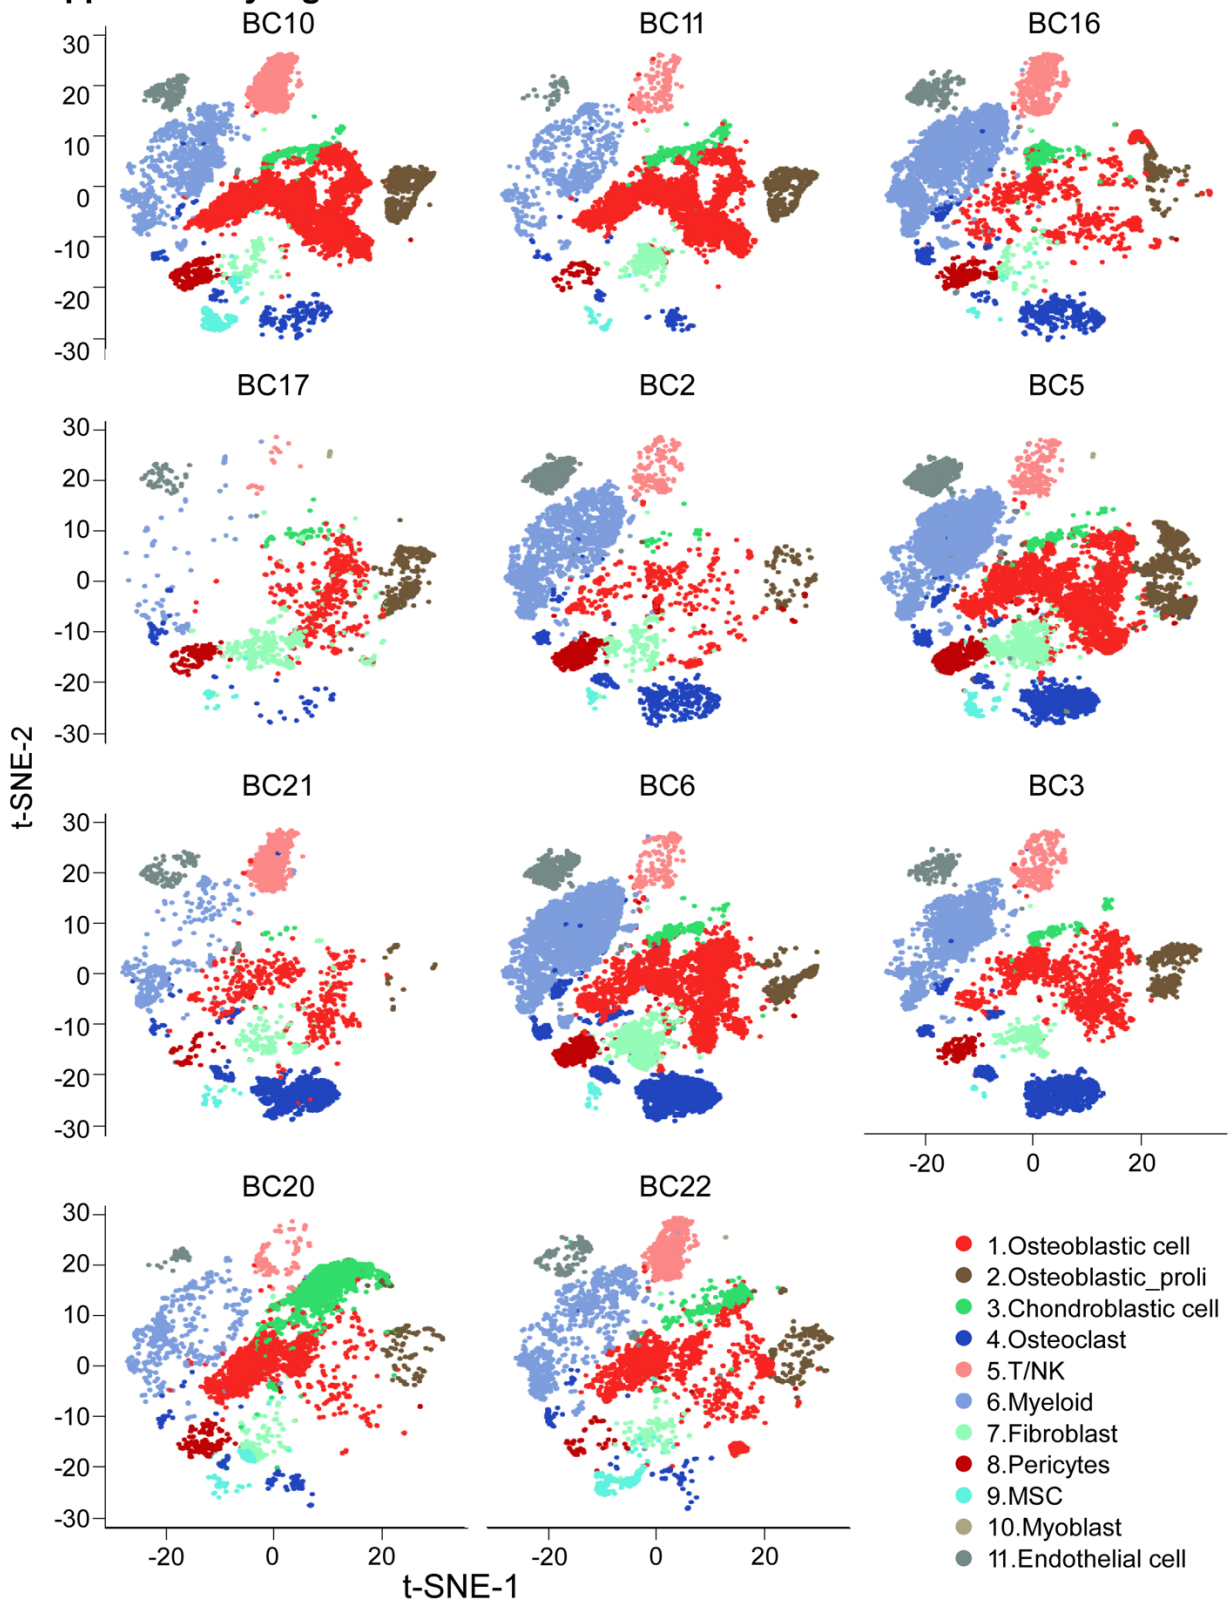 BC10 BC11 BC16
30
20
10
0
-10
-20
-30
BC17 BC2 BC5
30
20
10
0
-10
-20
-30
t-SNE-2
BC21 BC6 BC3
30
20
10
0
-10
-20
-30
-20 0 20
BC20 BC22
30
20
10
0
-10
-20
-30
-20 0 20 -20 0 20
t-SNE-1
1.Osteoblastic cell
2.Osteoblastic_proli
3.Chondroblastic cell
4.Osteoclast
5.T/NK
6.Myeloid
7.Fibroblast
8.Pericytes
9.MSC
10.Myoblast
11.Endothelial cell